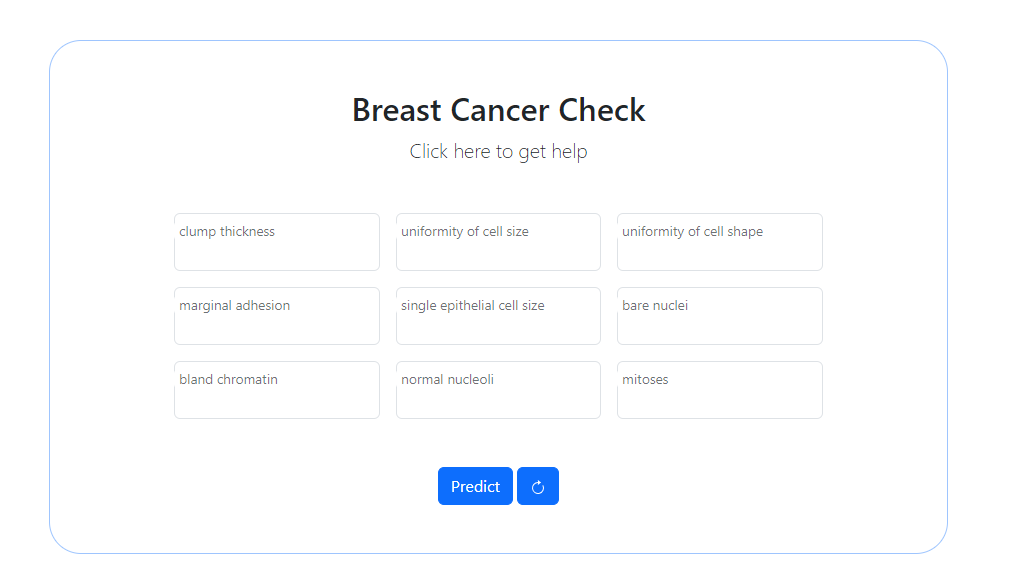 Breast Cancer Check
Click here to get help
clump thickness
uniformity of cell size
uniformity of cell shape
marginal adhesion
single epithelial cell size
bare nuclei
bland chromatin
normal nucleoli
mitoses
Predict